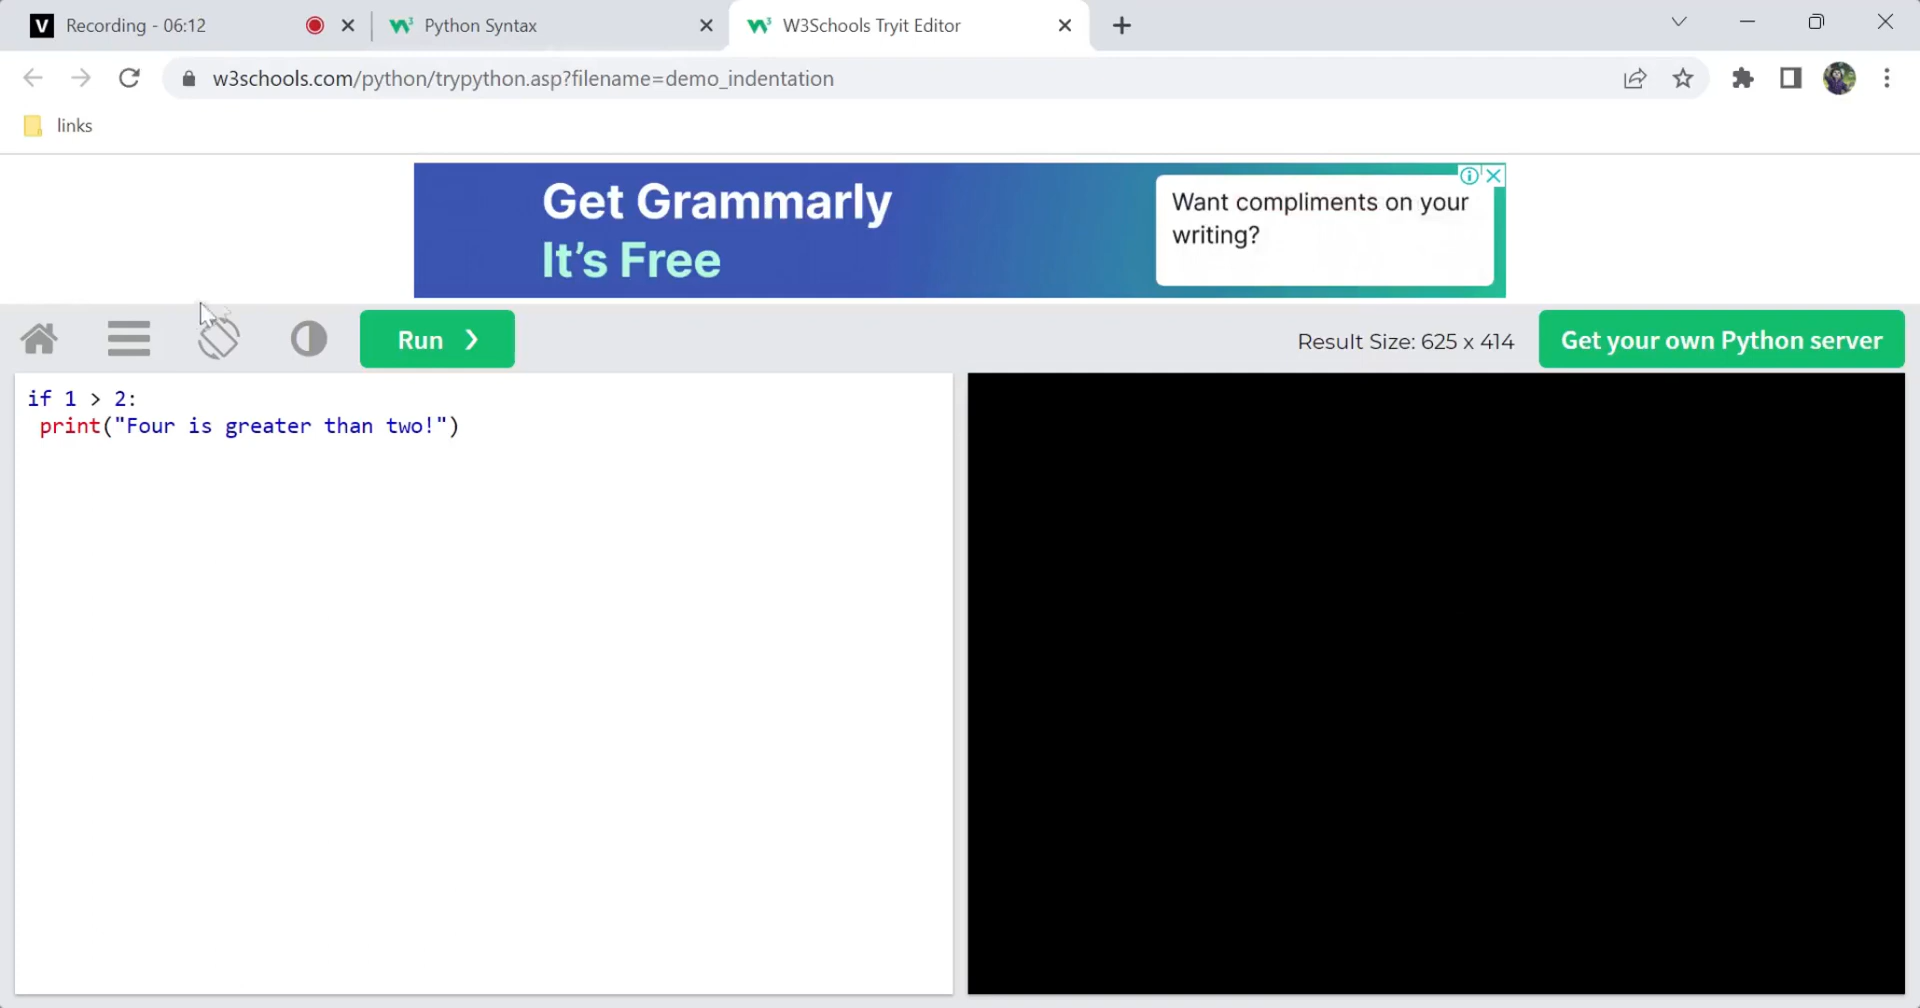 Recording - 06:12
Python Syntax
W3Schools Tryit Editor
w3schools.com/python/trypython.asp?filename=demo_indentation
links
Get Grammarly
It's Free
Want compliments on your
writing?
Run ❯
Result Size: 625 x 414
Get your own Python server
if 1 > 2:
 print("Four is greater than two!")